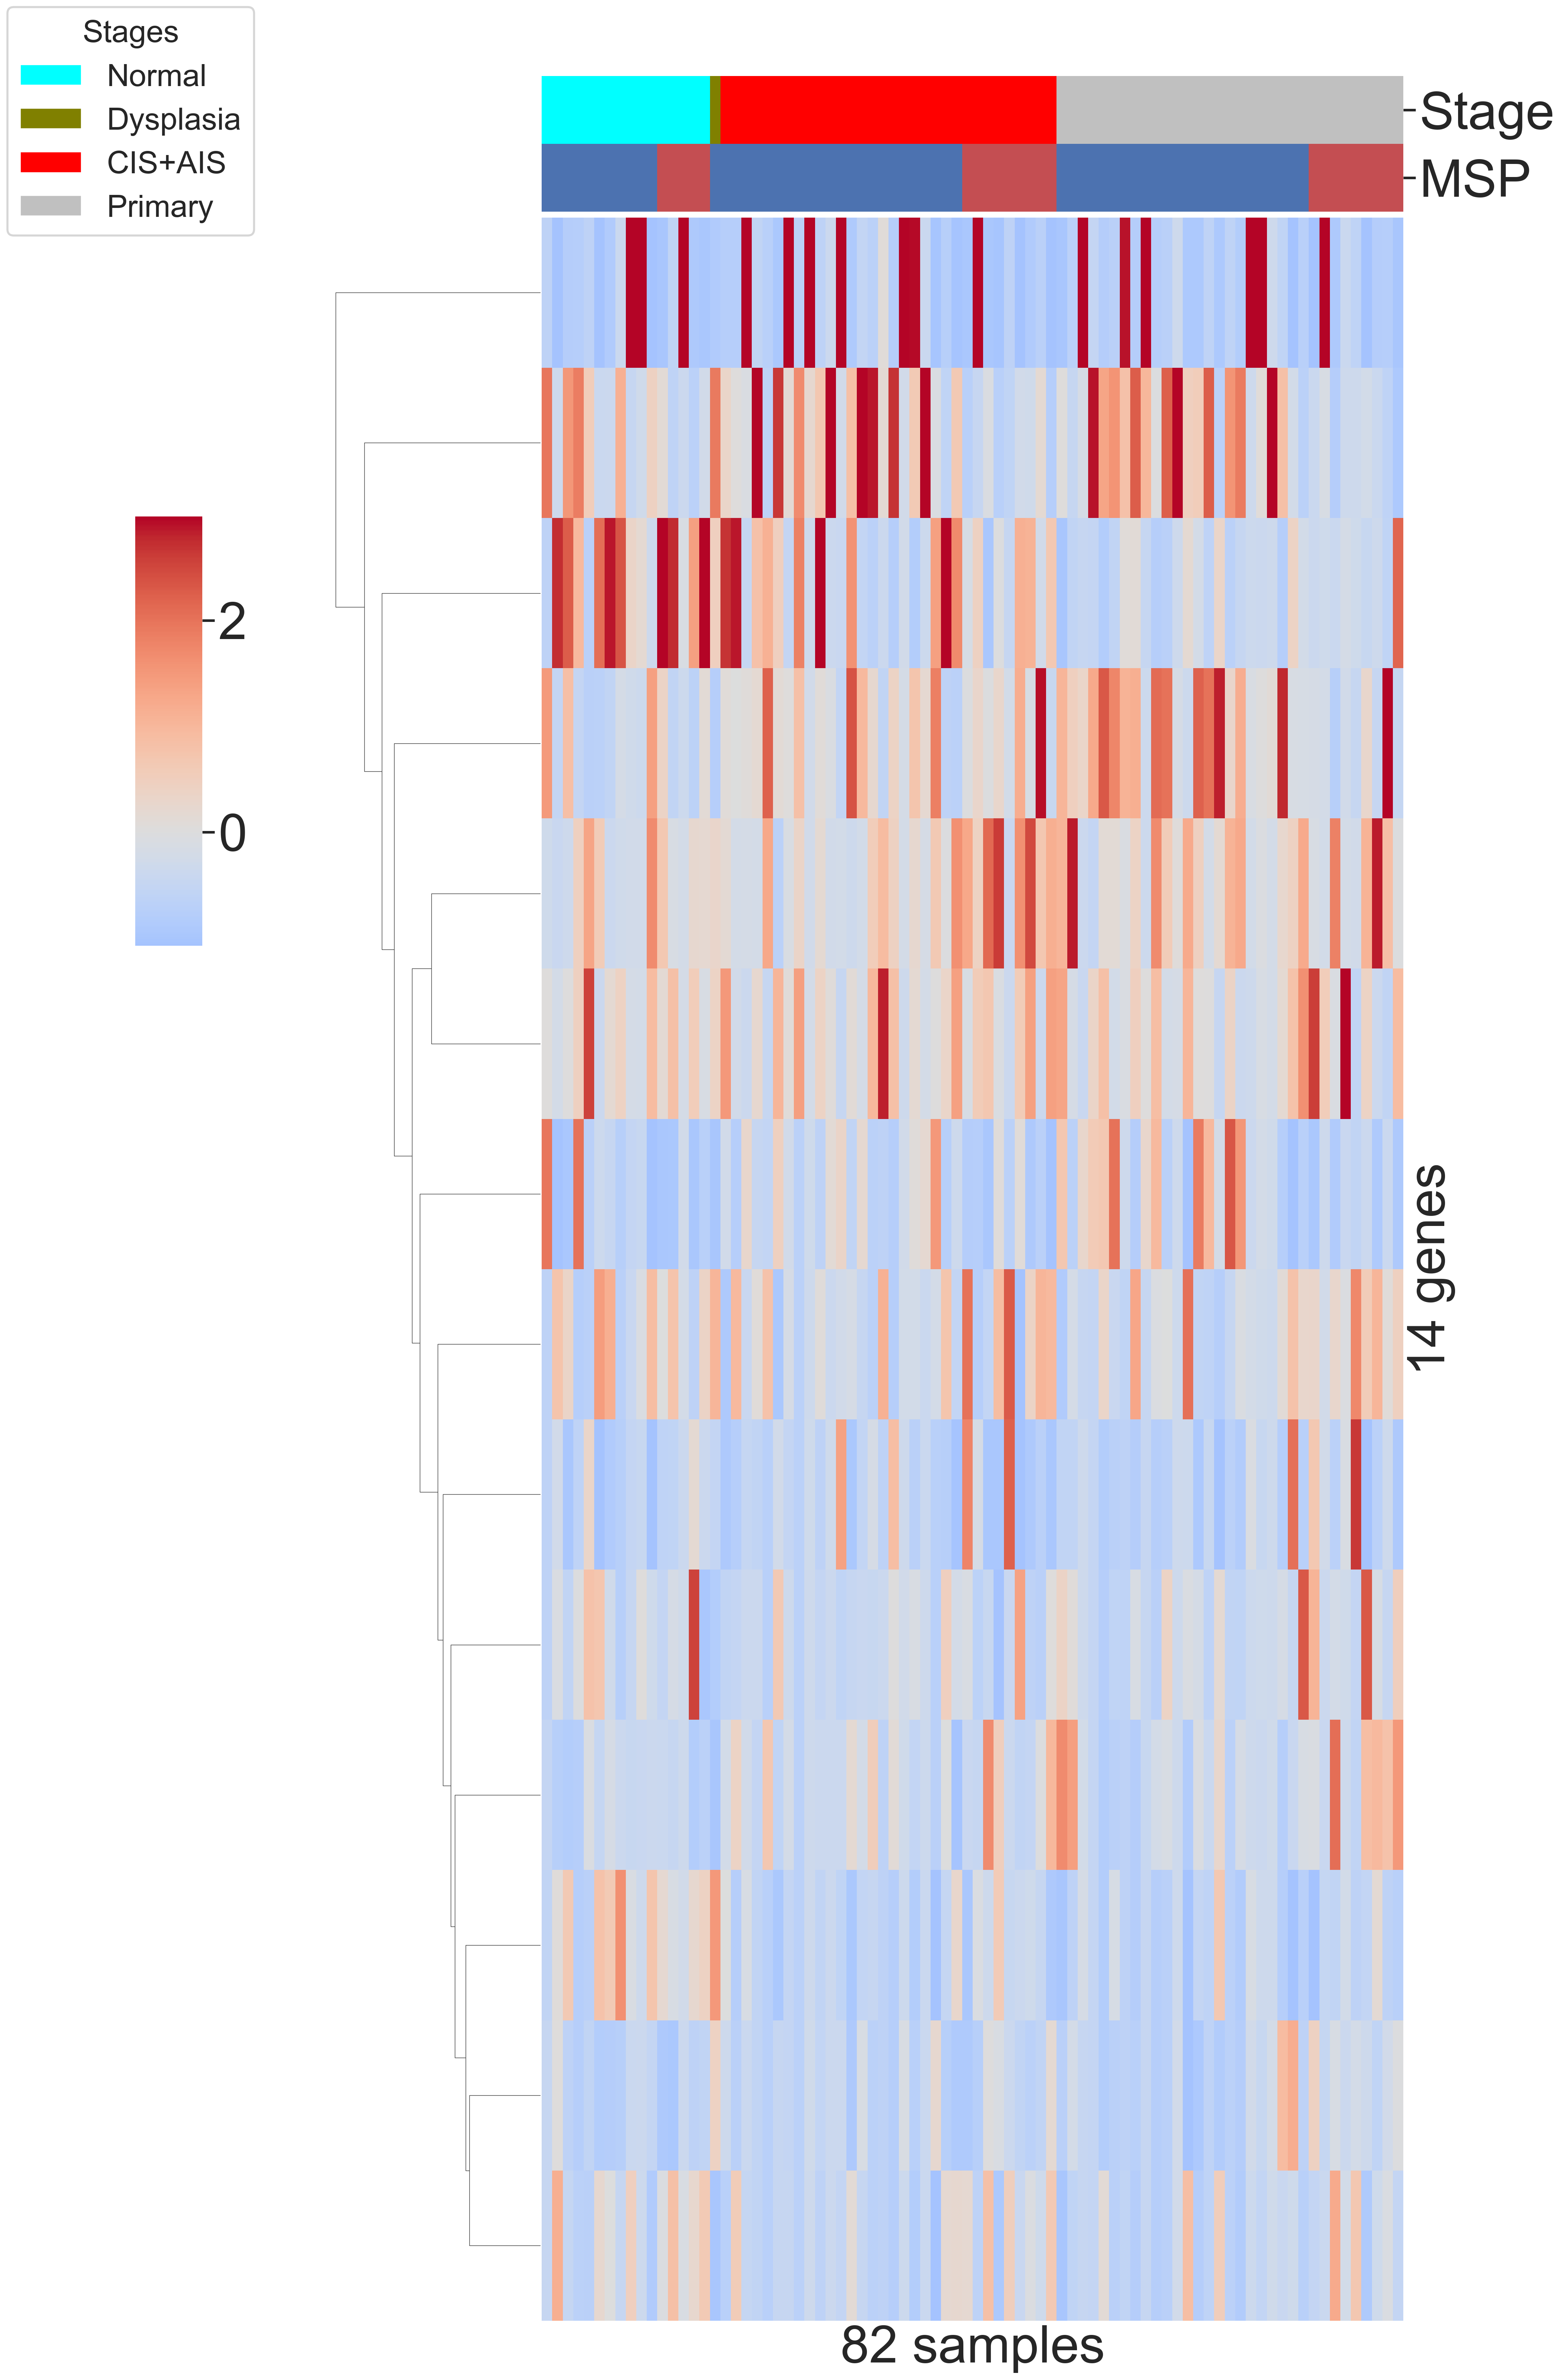 Stages
Normal
Dysplasia
CIS+AIS
Primary
Stage
MSP
2
0
14 genes
82 samples